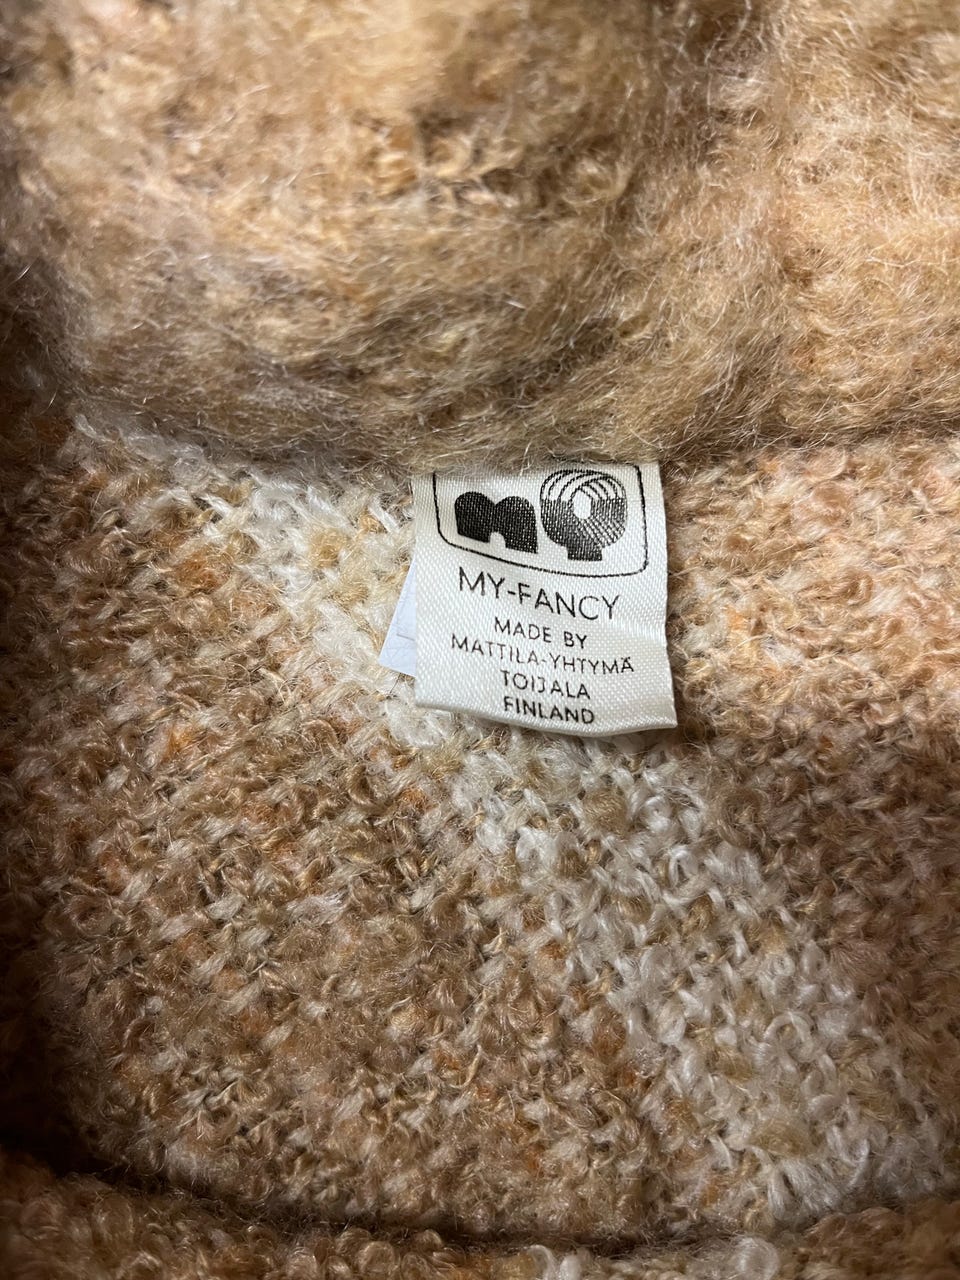 MY-FANCY
MADE BY
MATTILA-YHTYMÄ
TOIJALA
FINLAND